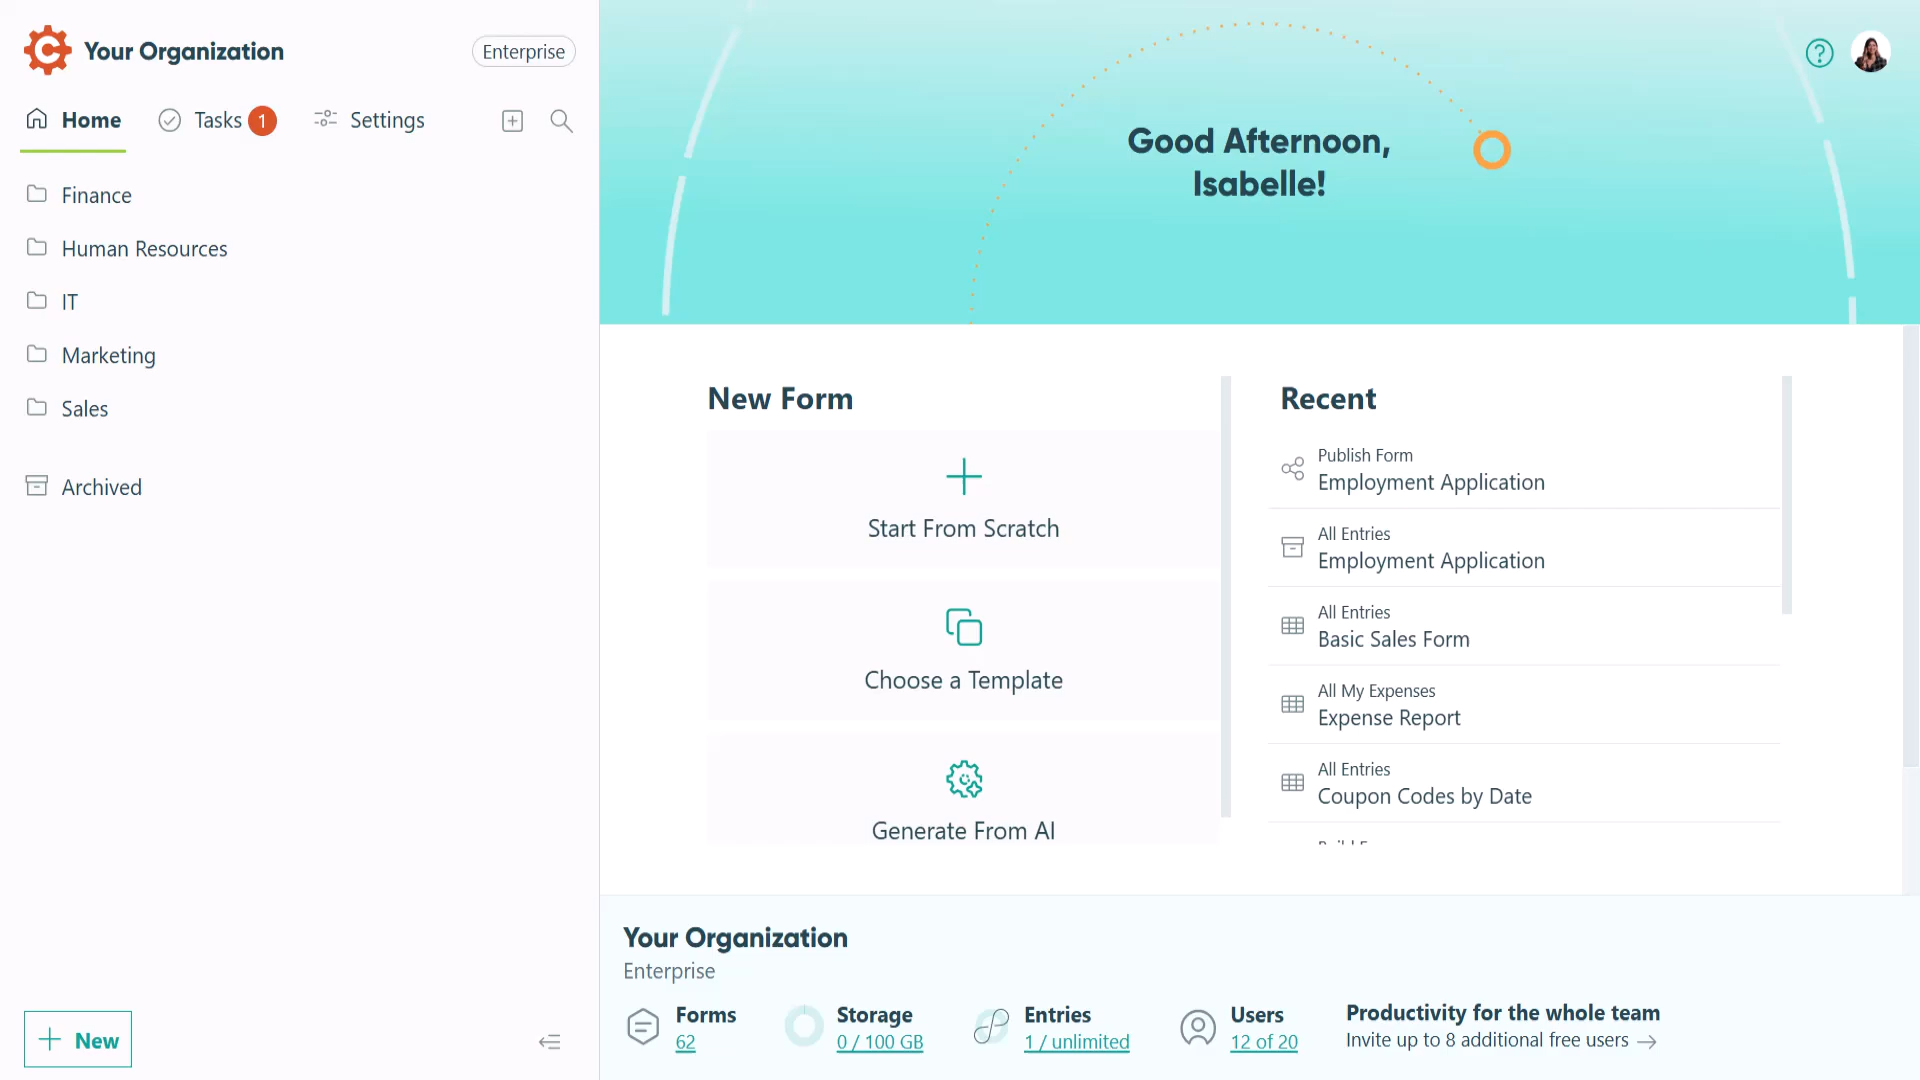 Your Organization
Enterprise
Home
Tasks 1
Settings
Finance
Human Resources
IT
Marketing
Sales
Archived
New
Good Afternoon,
Isabelle!
New Form
Start From Scratch
Choose a Template
Generate From AI
Recent
Publish Form
Employment Application
All Entries
Employment Application
All Entries
Basic Sales Form
All My Expenses
Expense Report
All Entries
Coupon Codes by Date
Your Organization
Enterprise
Forms
62
Storage
0 / 100 GB
Entries
1 / unlimited
Users
12 of 20
Productivity for the whole team
Invite up to 8 additional free users